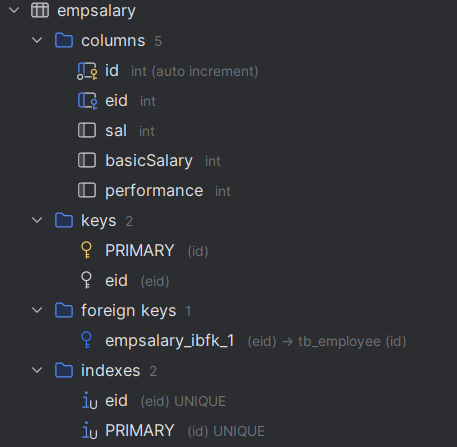 empsalary
columns 5
id int (auto increment)
eid int
sal int
basicSalary int
performance int
keys 2
PRIMARY (id)
eid (eid)
foreign keys 1
empsalary_ibfk_1 (eid) → tb_employee (id)
indexes 2
eid (eid) UNIQUE
PRIMARY (id) UNIQUE